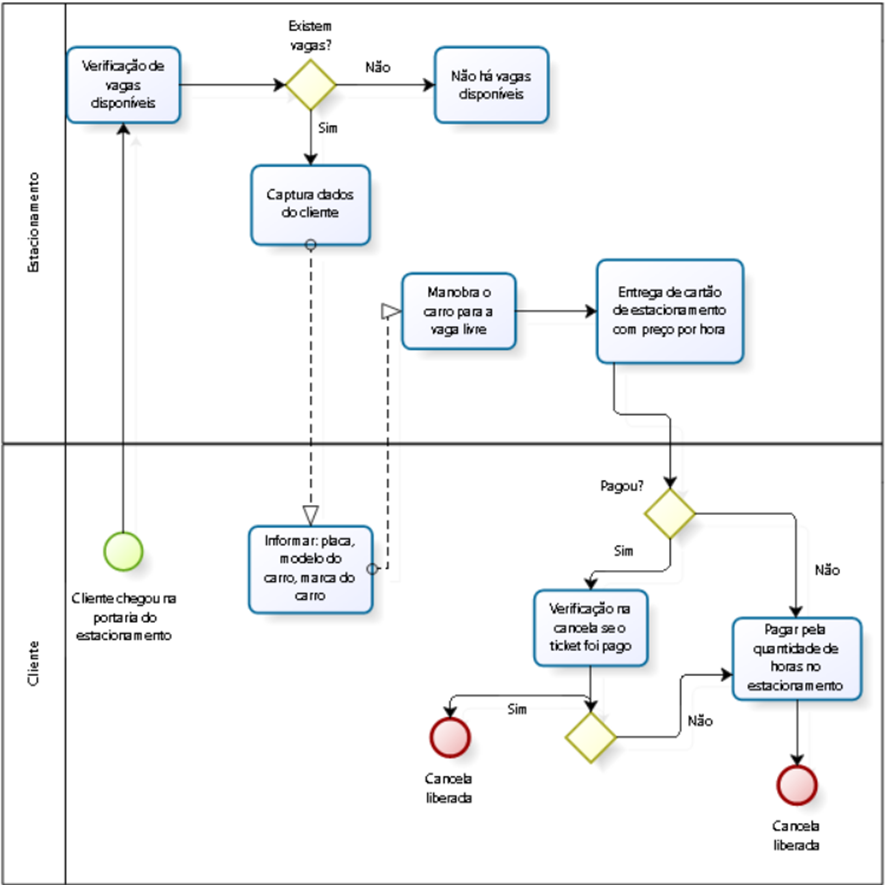 Estacionamento
Existem
vagas?
Verificação de
vagas
disponíveis
Não
Não há vagas
disponíveis
Sim
Captura dados
do cliente
Manobra o
carro para a
vaga livre
Entrega de cartão
de estacionamento
com preço por hora
Cliente
Cliente chegou na
portaria do
estacionamento
Informar: placa,
modelo do
carro, marca do
carro
Pagou?
Sim
Não
Verificação na
cancela se o
ticket foi pago
Pagar pela
quantidade de
horas no
estacionamento
Sim
Não
Cancela
liberada
Cancela
liberada